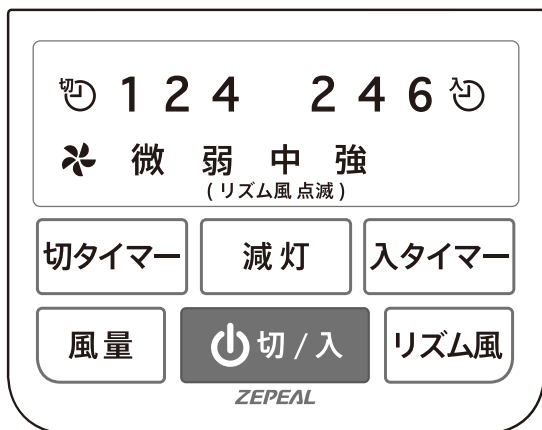 切 1 2 4 2 4 6 入
微 弱 中 強
(リズム風 点滅)
切タイマー 減灯 入タイマー
風量 切/入 リズム風
ZEPEAL